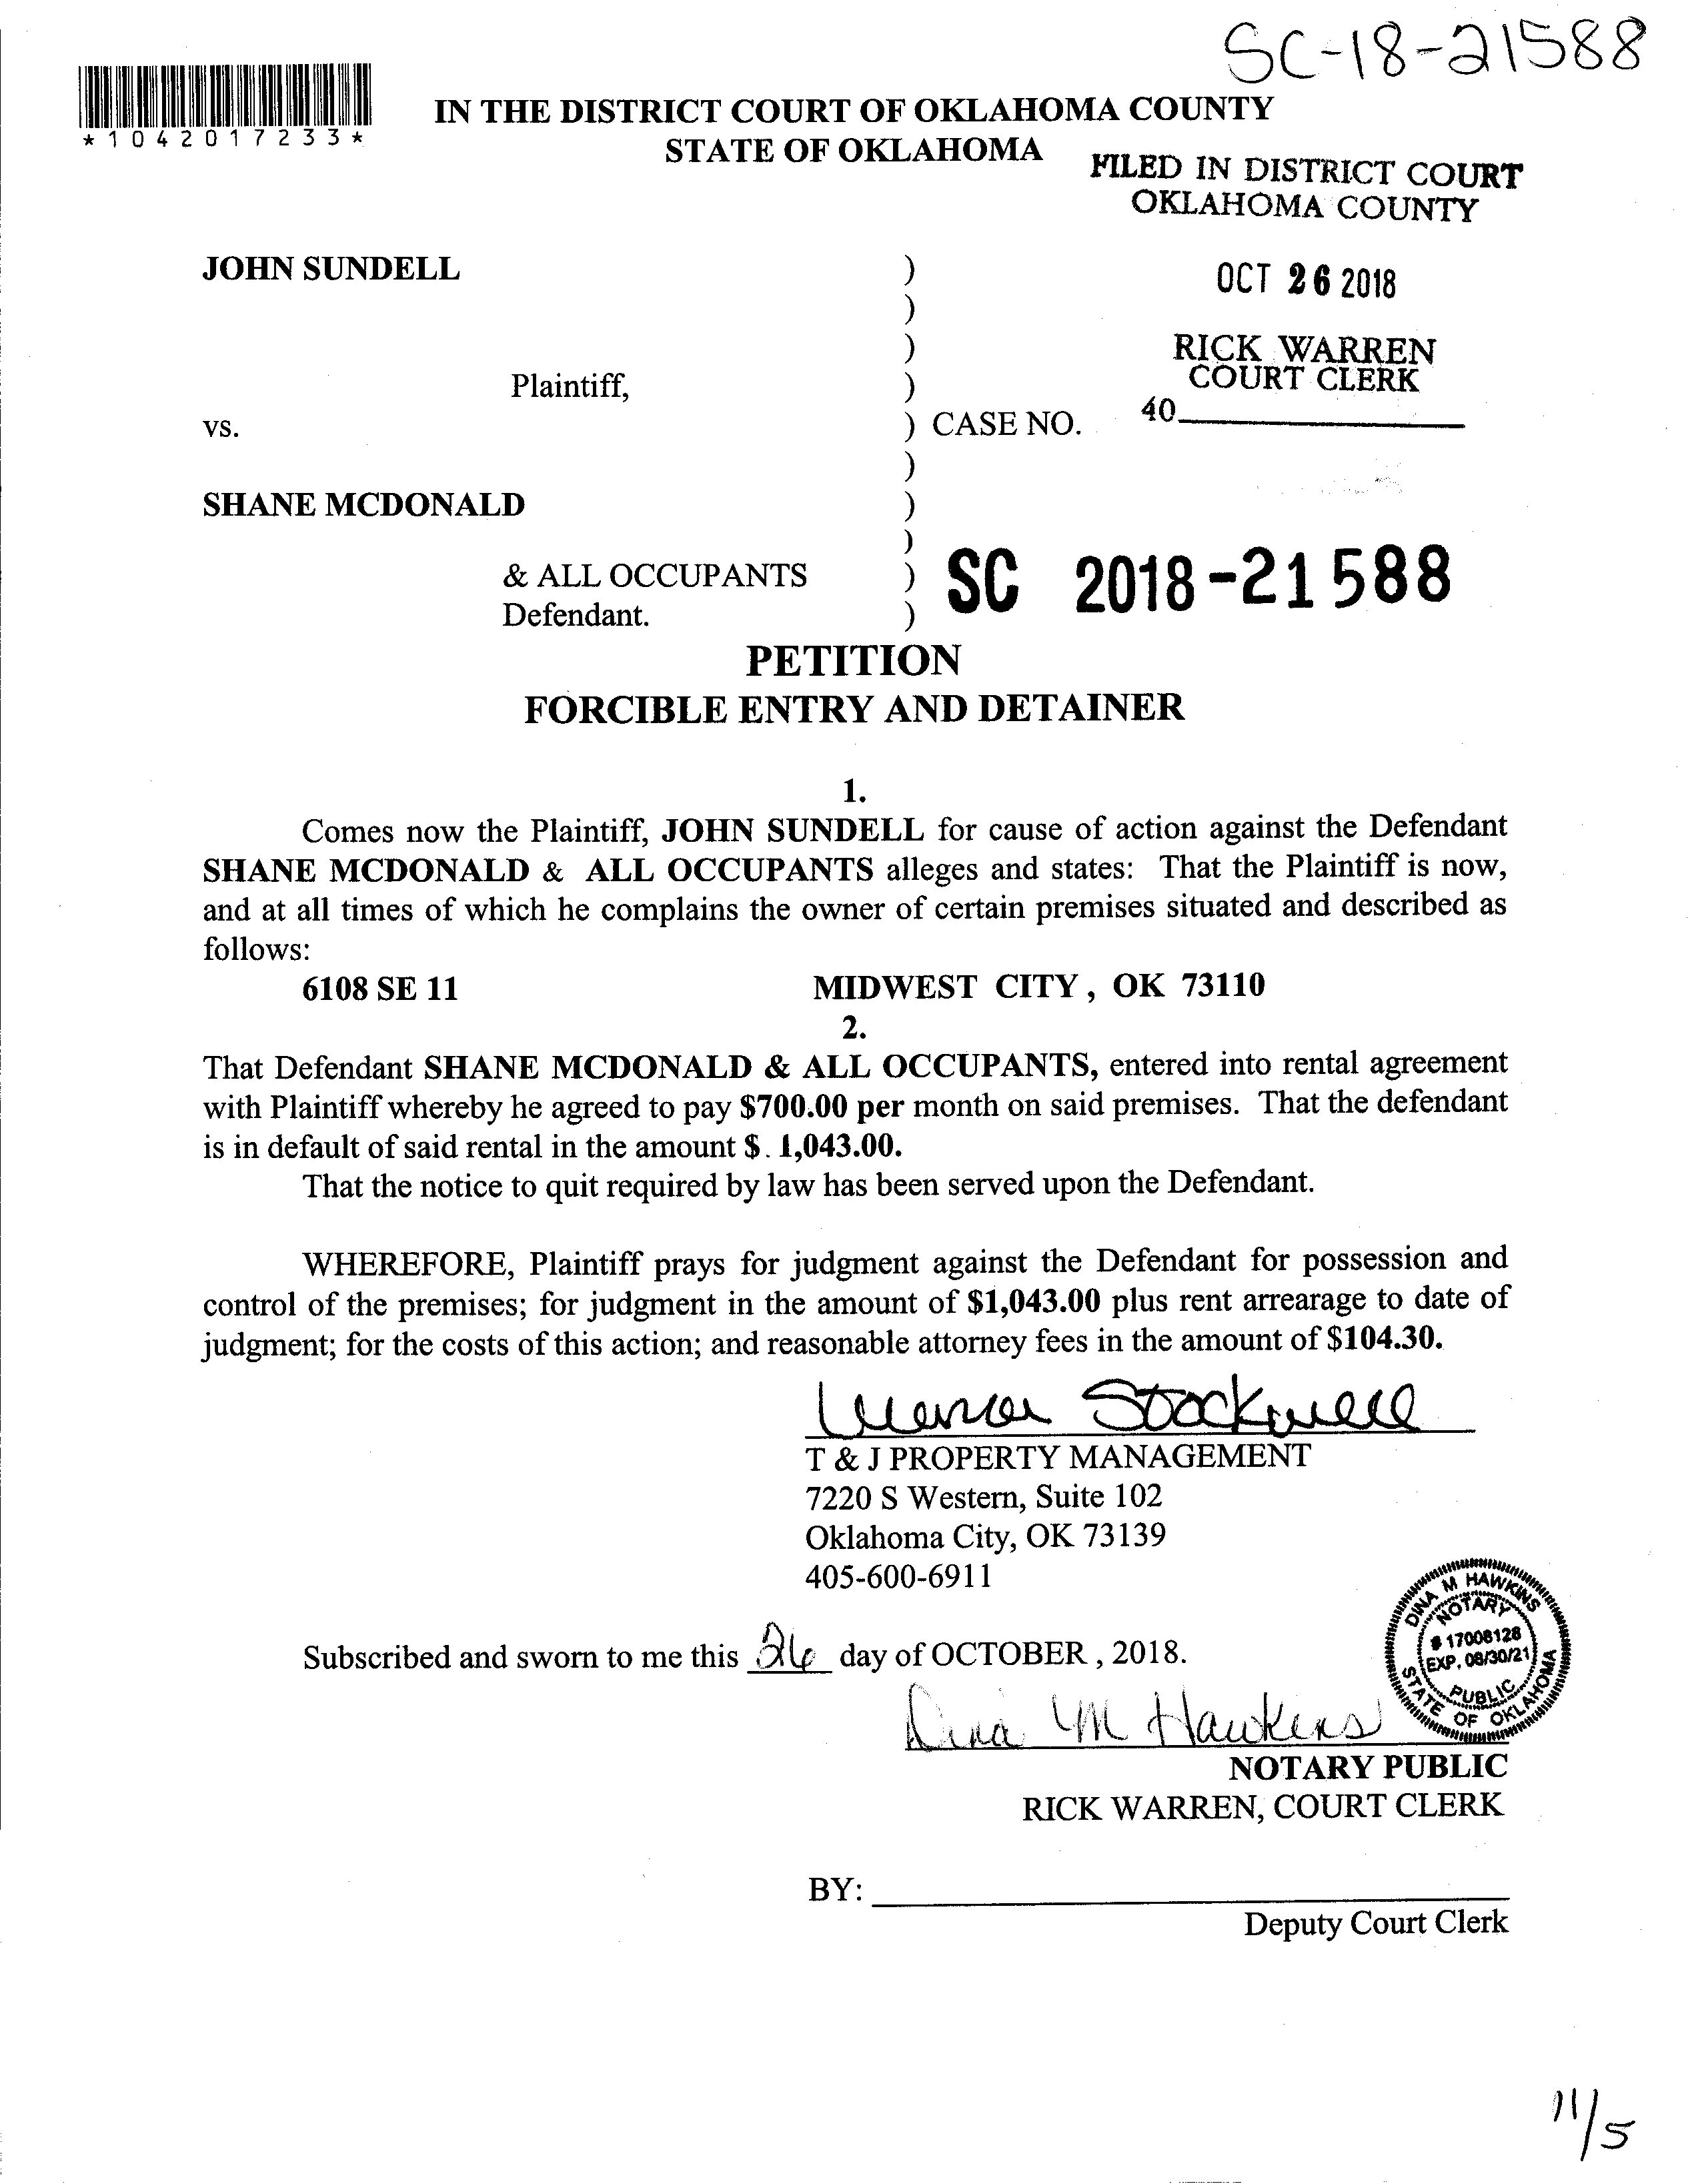 SC-18-21588
*1042017233*
IN THE DISTRICT COURT OF OKLAHOMA COUNTY
STATE OF OKLAHOMA
FILED IN DISTRICT COURT
OKLAHOMA COUNTY
JOHN SUNDELL )
OCT 26 2018
)
)
RICK WARREN
COURT CLERK
Plaintiff, )
40
vs. ) CASE NO.
)
SHANE MCDONALD )
)
& ALL OCCUPANTS ) SC 2018-21588
Defendant. )
PETITION
FORCIBLE ENTRY AND DETAINER
1.
Comes now the Plaintiff, JOHN SUNDELL for cause of action against the Defendant
SHANE MCDONALD & ALL OCCUPANTS alleges and states: That the Plaintiff is now,
and at all times of which he complains the owner of certain premises situated and described as
follows:
6108 SE 11 MIDWEST CITY, OK 73110
2.
That Defendant SHANE MCDONALD & ALL OCCUPANTS, entered into rental agreement
with Plaintiff whereby he agreed to pay $700.00 per month on said premises. That the defendant
is in default of said rental in the amount $. 1,043.00.
That the notice to quit required by law has been served upon the Defendant.
WHEREFORE, Plaintiff prays for judgment against the Defendant for possession and
control of the premises; for judgment in the amount of $1,043.00 plus rent arrearage to date of
judgment; for the costs of this action; and reasonable attorney fees in the amount of $104.30.
Stockwell
T & J PROPERTY MANAGEMENT
7220 S Western, Suite 102
Oklahoma City, OK 73139
405-600-6911
DINA M HAWKINS
NOTARY
# 17008128
EXP. 08/30/21
PUBLIC
STATE OF OKLAHOMA
Subscribed and sworn to me this 26 day of OCTOBER , 2018.
Dina M Hawkins
NOTARY PUBLIC
RICK WARREN, COURT CLERK
BY:
Deputy Court Clerk
11/5